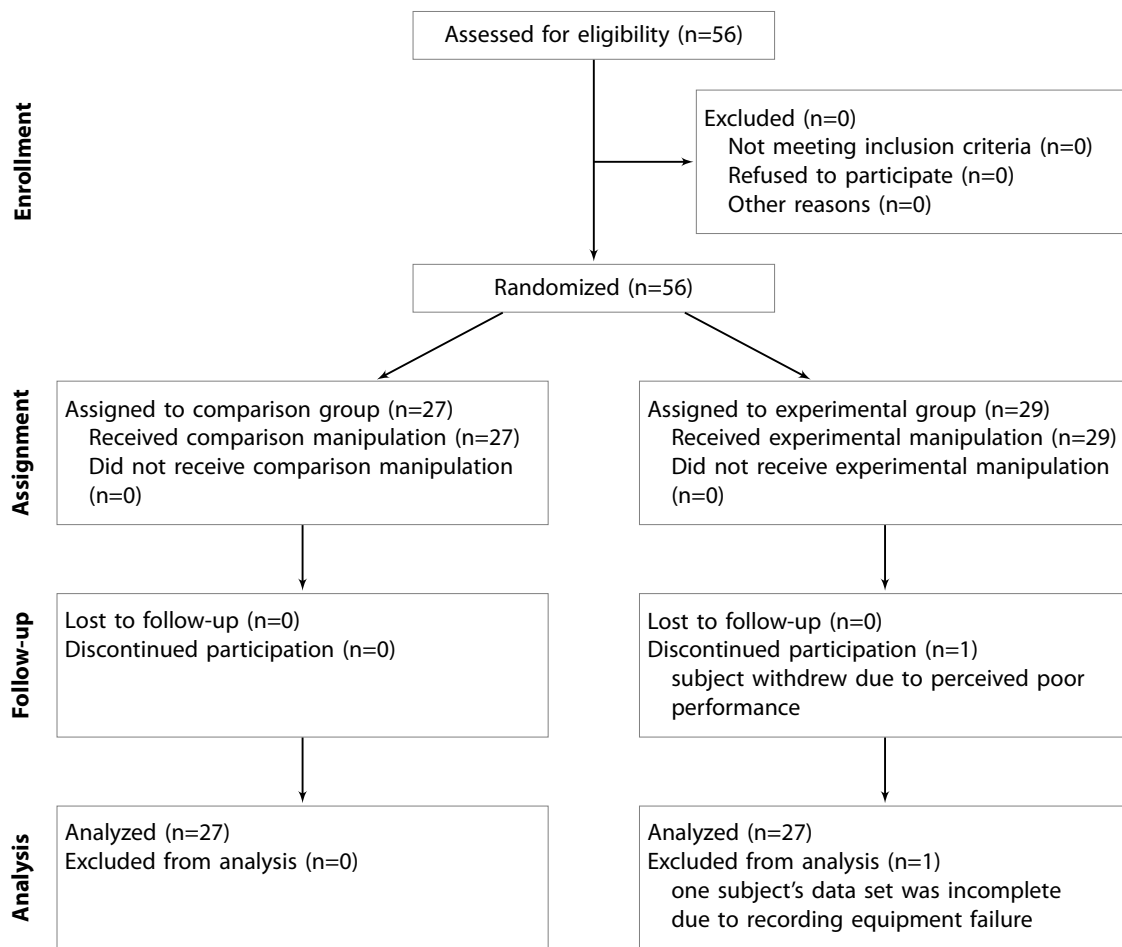 Assessed for eligibility (n=56)
Enrollment
Excluded (n=0)
Not meeting inclusion criteria (n=0)
Refused to participate (n=0)
Other reasons (n=0)
Randomized (n=56)
Assignment
Assigned to comparison group (n=27)
Received comparison manipulation (n=27)
Did not receive comparison manipulation
(n=0)
Assigned to experimental group (n=29)
Received experimental manipulation (n=29)
Did not receive experimental manipulation
(n=0)
Follow-up
Lost to follow-up (n=0)
Discontinued participation (n=0)
Lost to follow-up (n=0)
Discontinued participation (n=1)
subject withdrew due to perceived poor
performance
Analysis
Analyzed (n=27)
Excluded from analysis (n=0)
Analyzed (n=27)
Excluded from analysis (n=1)
one subject’s data set was incomplete
due to recording equipment failure